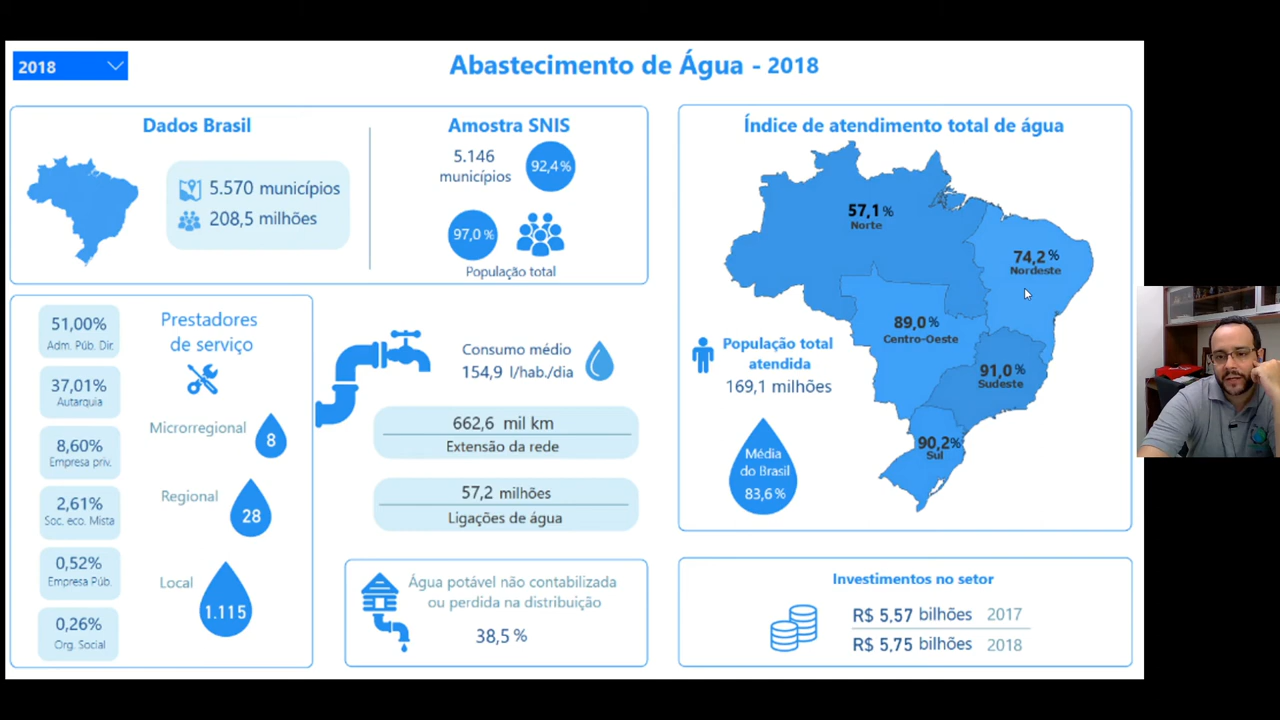 2018
Abastecimento de Água - 2018
Dados Brasil
5.570 municípios
208,5 milhões
Amostra SNIS
5.146
municípios
92,4%
97,0 %
População total
Índice de atendimento total de água
57,1 %
Norte
74,2 %
Nordeste
89,0 %
Centro-Oeste
91,0 %
Sudeste
90,2%
Sul
População total
atendida
169,1 milhões
Média
do Brasil
83,6%
51,00%
Adm. Púb. Dir.
37,01%
Autarquia
8,60%
Empresa priv.
2,61%
Soc. eco. Mista
0,52%
Empresa Púb.
0,26%
Org. Social
Prestadores
de serviço
Microrregional
8
Regional
28
Local
1.115
Consumo médio
154,9 l/hab./dia
662,6 mil km
Extensão da rede
57,2 milhões
Ligações de água
Água potável não contabilizada
ou perdida na distribuição
38,5 %
Investimentos no setor
R$ 5,57 bilhões 2017
R$ 5,75 bilhões 2018